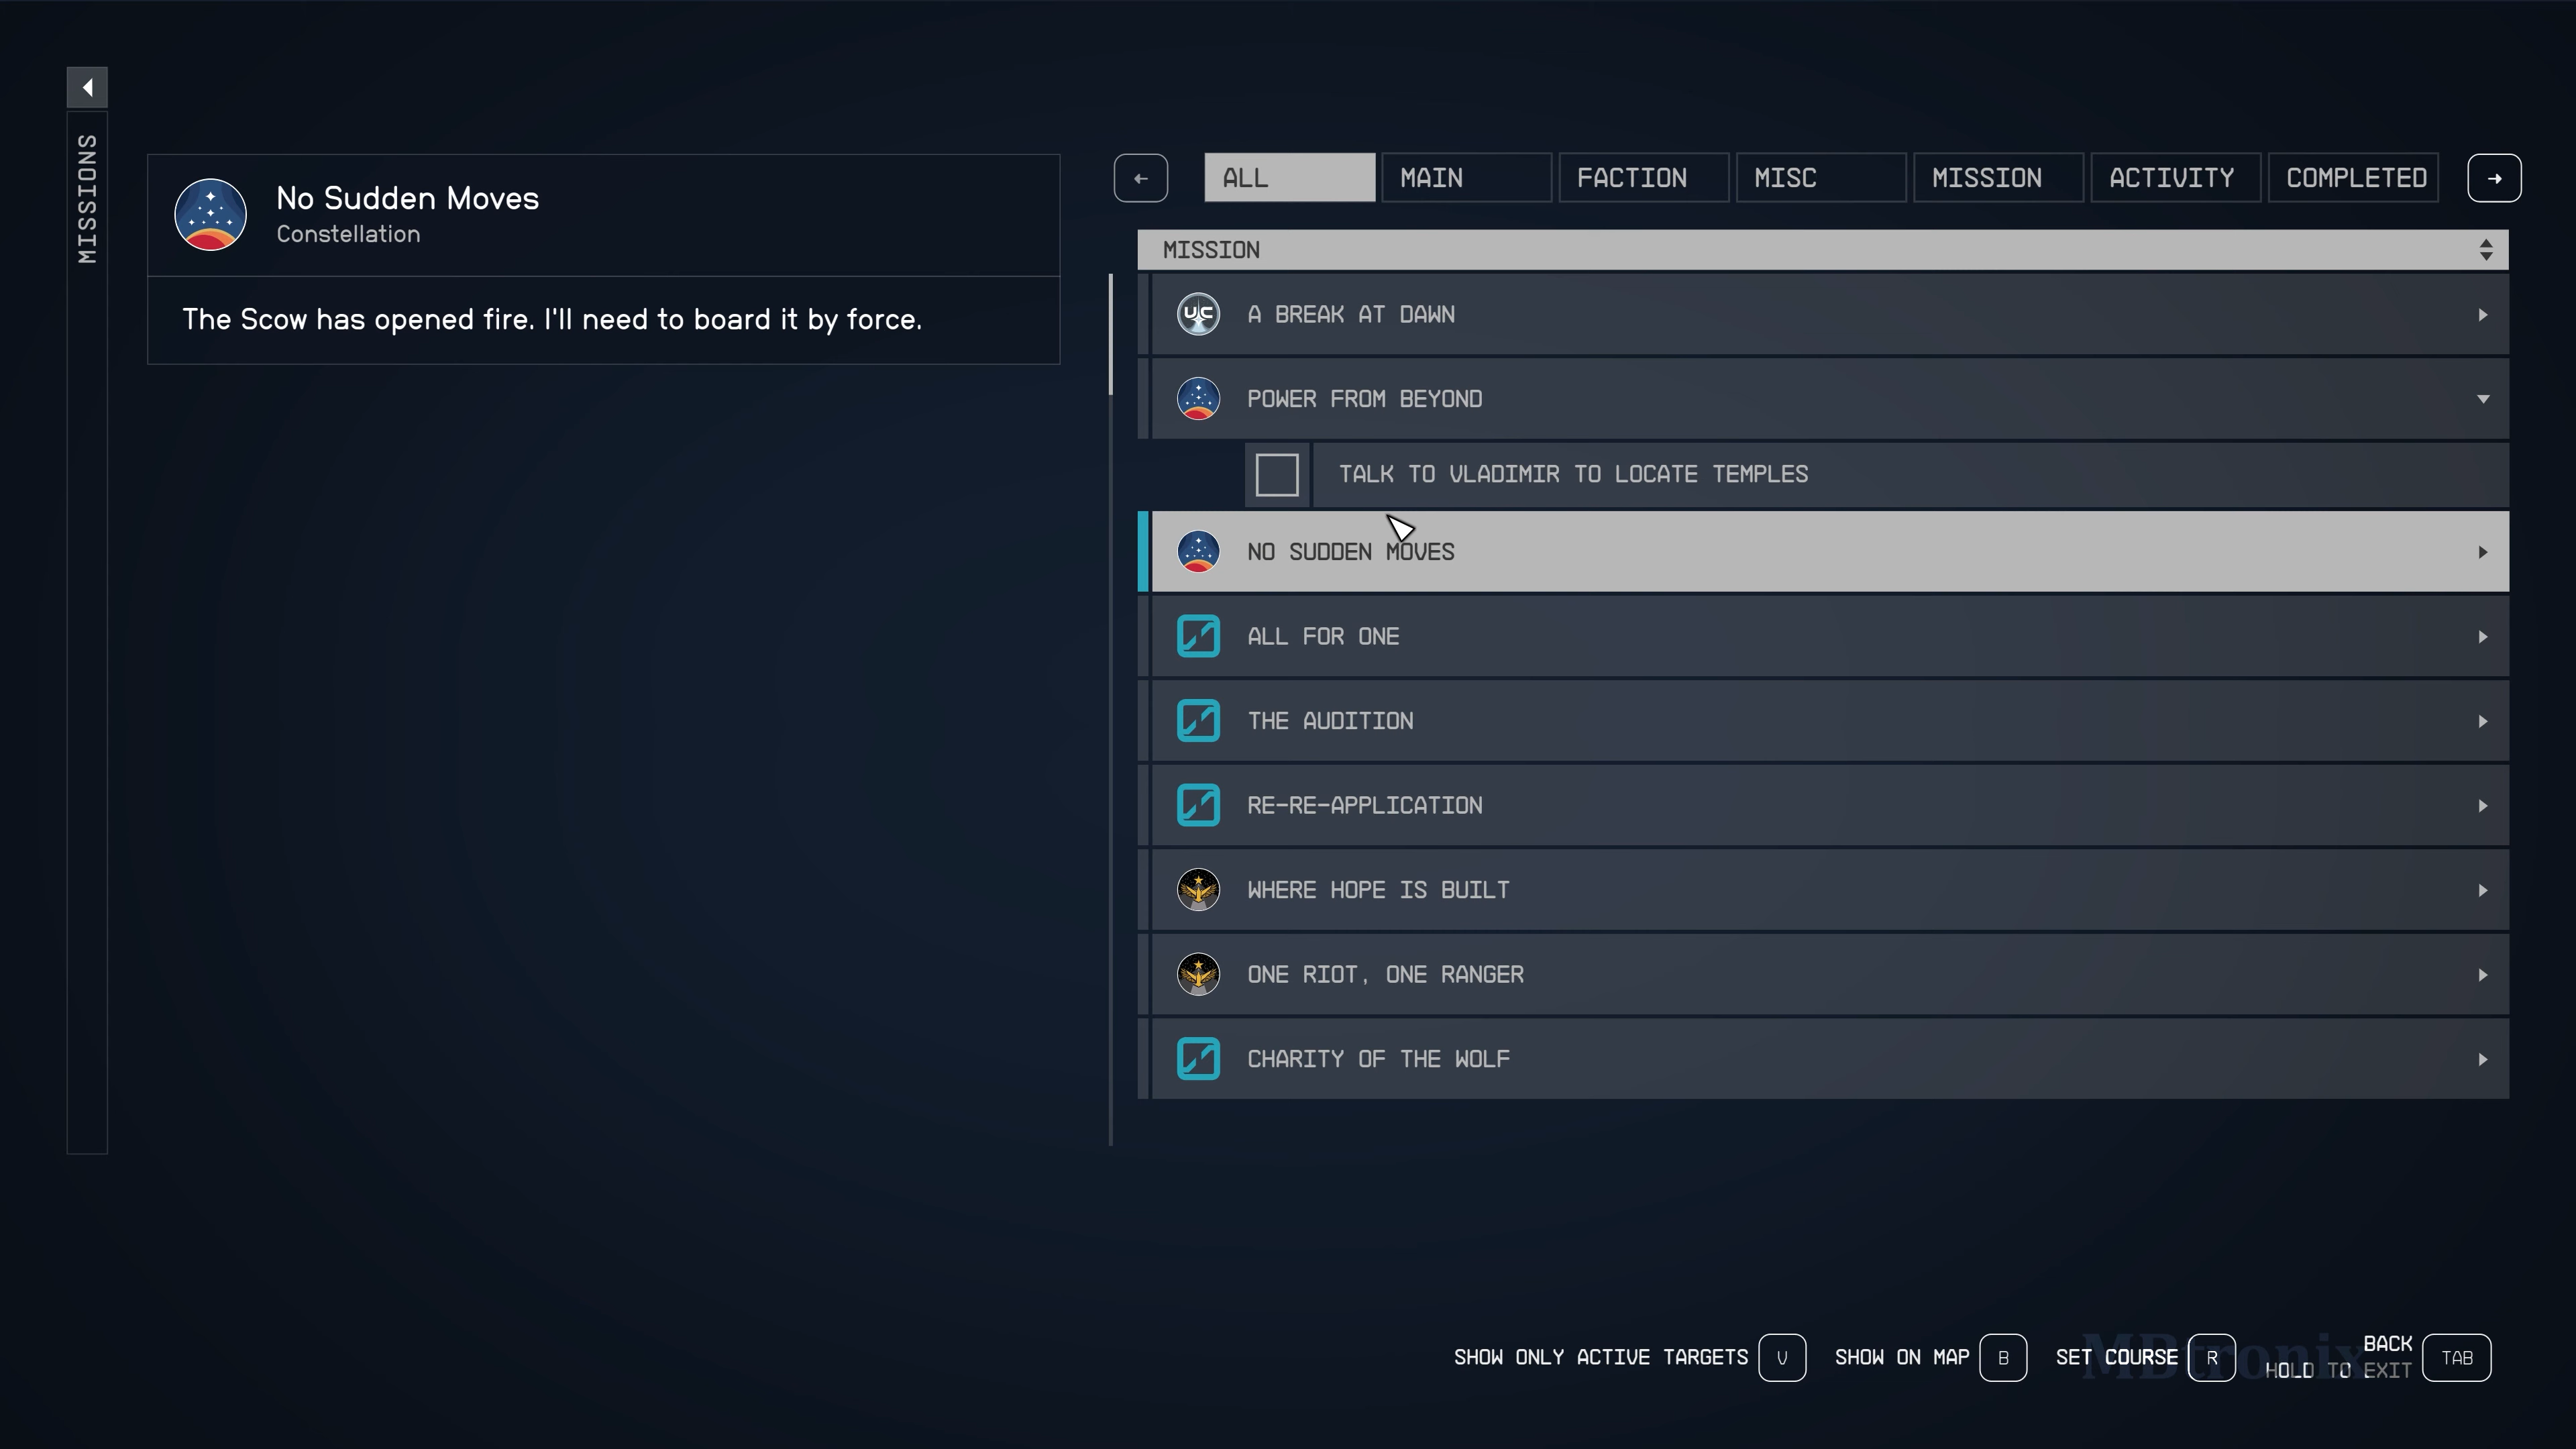 MISSIONS
No Sudden Moves
Constellation
The Scow has opened fire. I'll need to board it by force.
ALL
MAIN
FACTION
MISC
MISSION
ACTIVITY
COMPLETED
MISSION
UC
A BREAK AT DAWN
POWER FROM BEYOND
TALK TO VLADIMIR TO LOCATE TEMPLES
NO SUDDEN MOVES
ALL FOR ONE
THE AUDITION
RE-RE-APPLICATION
WHERE HOPE IS BUILT
ONE RIOT, ONE RANGER
CHARITY OF THE WOLF
SHOW ONLY ACTIVE TARGETS V
SHOW ON MAP B
SET COURSE R
BACK
HOLD TO EXIT
TAB
MBtronix